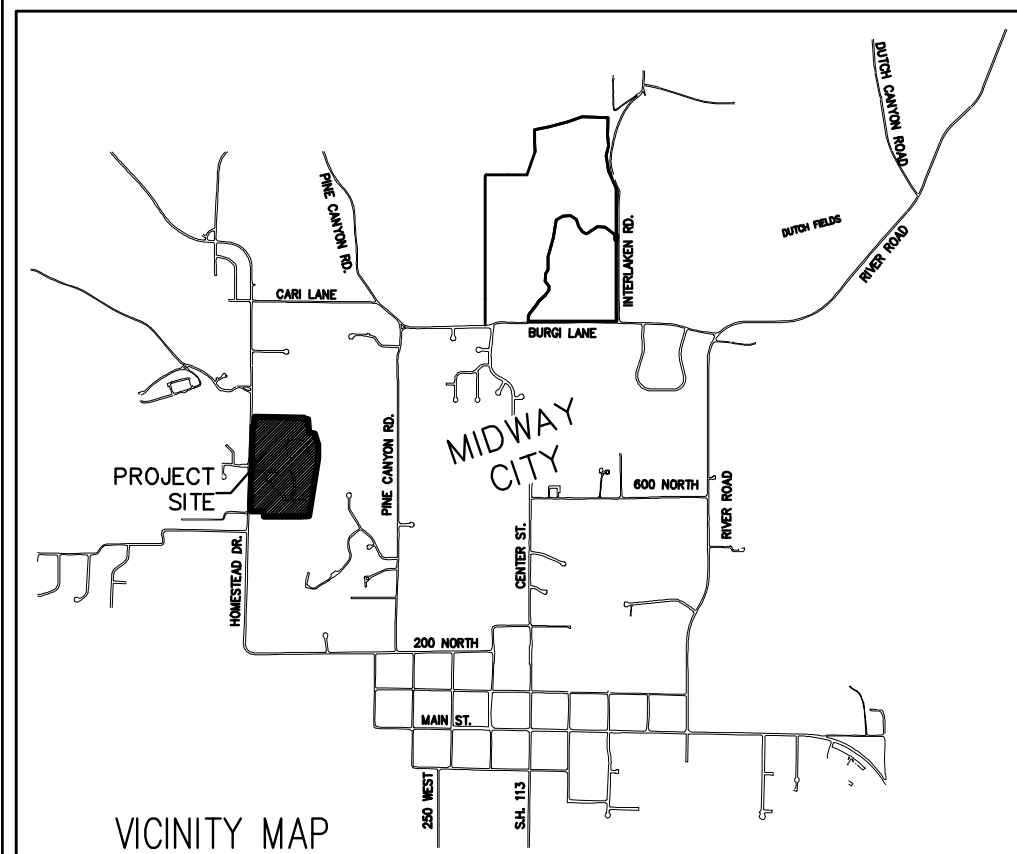 DUTCH CANYON ROAD
PINE CANYON RD.
DUTCH FIELDS
INTERLAKEN RD.
RIVER ROAD
CARI LANE
BURGI LANE
MIDWAY
CITY
PINE CANYON RD.
PROJECT
SITE
600 NORTH
RIVER ROAD
CENTER ST.
HOMESTEAD DR.
200 NORTH
MAIN ST.
250 WEST
S.H. 113
VICINITY MAP